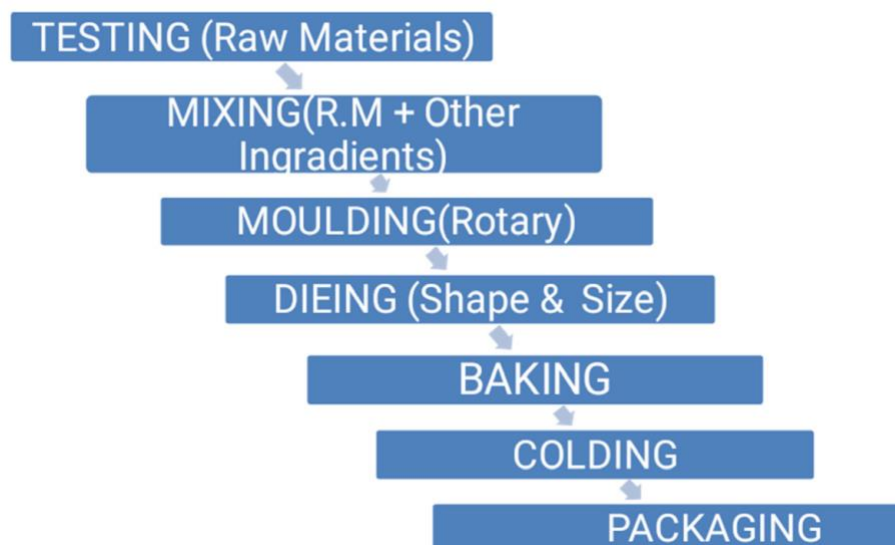 TESTING (Raw Materials)
MIXING(R.M + Other
Ingradients)
MOULDING(Rotary)
DIEING (Shape & Size)
BAKING
COLDING
PACKAGING